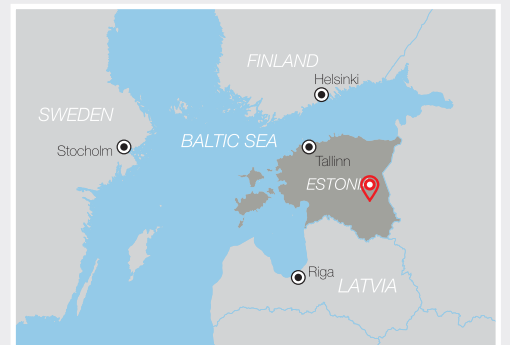 FINLAND
Helsinki
SWEDEN
BALTIC SEA
Stocholm
Tallinn
ESTONI
Riga
LATVIA